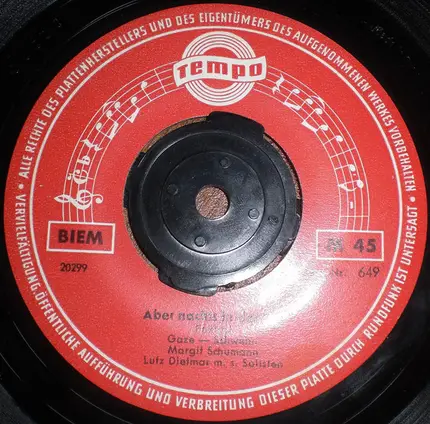 ALLE RECHTE DES PLATTENHERSTELLERS UND DES EIGENTÜMERS DES AUFGENOMMENEN WERKES VORBEHALTEN · VERVIELFÄLTIGUNG, ÖFFENTLICHE AUFFÜHRUNG UND VERBREITUNG DIESER PLATTE DURCH RUNDFUNK IST UNTERSAGT ·
Tempo
BIEM
45
20299
Nr. 649
Aber nachts in der
Gaze —
Margit Schumann
Lutz Dietmar m. s. Solisten